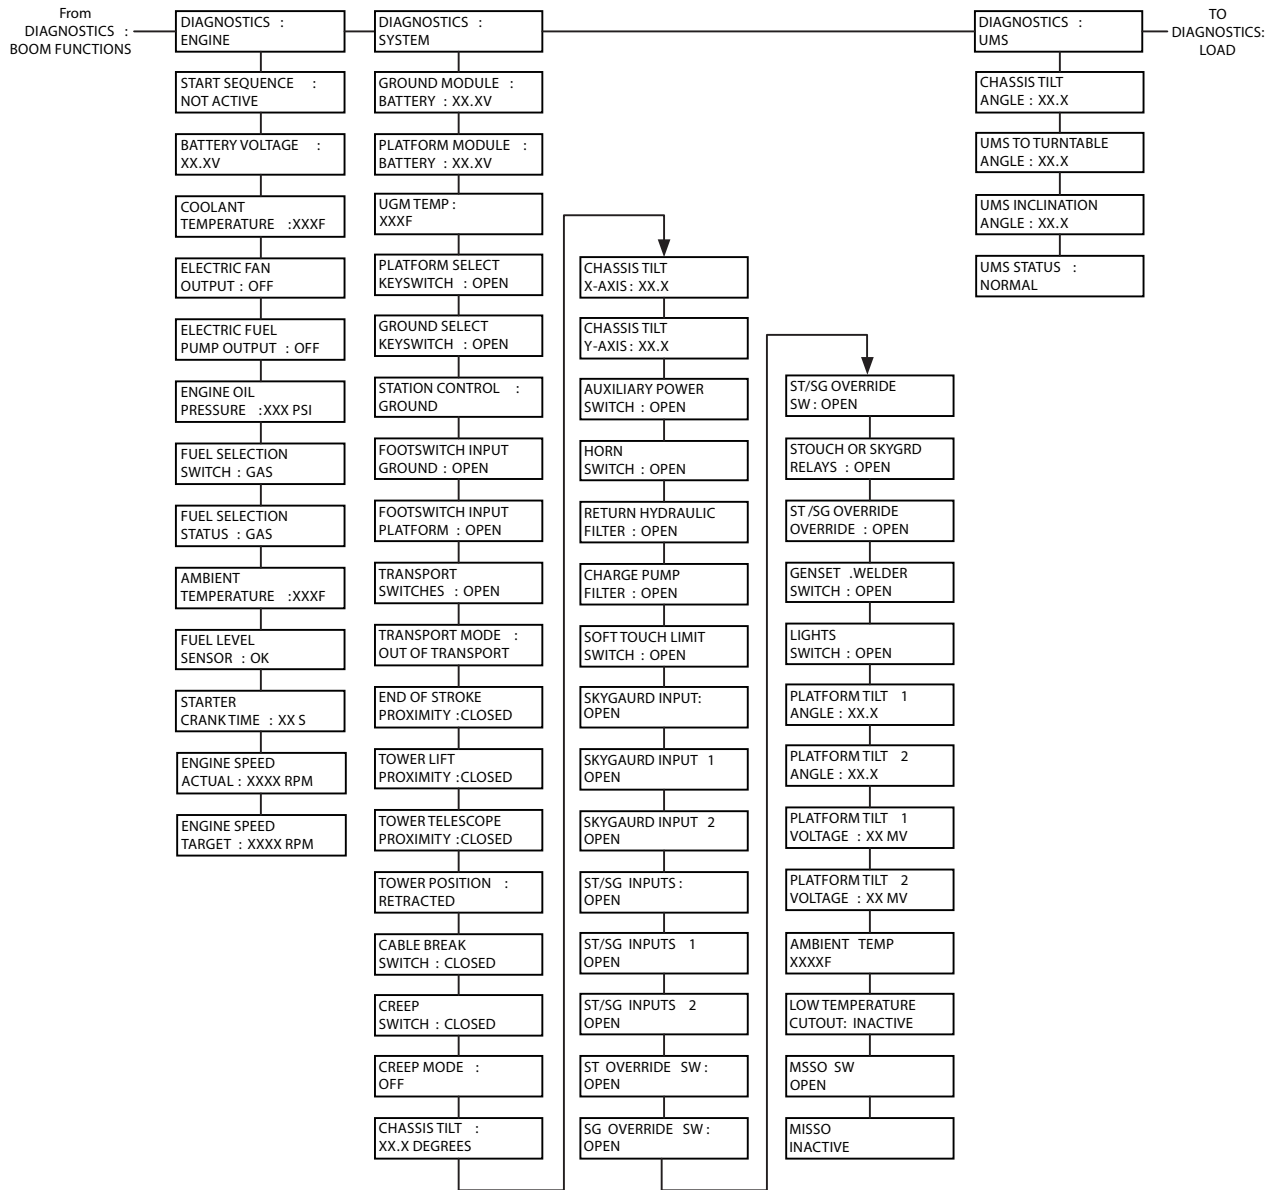 From
DIAGNOSTICS :
BOOM FUNCTIONS
DIAGNOSTICS :
ENGINE
START SEQUENCE :
NOT ACTIVE
BATTERY VOLTAGE :
XX.XV
COOLANT
TEMPERATURE :XXXF
ELECTRIC FAN
OUTPUT : OFF
ELECTRIC FUEL
PUMP OUTPUT : OFF
ENGINE OIL
PRESSURE :XXX PSI
FUEL SELECTION
SWITCH : GAS
FUEL SELECTION
STATUS : GAS
AMBIENT
TEMPERATURE :XXXF
FUEL LEVEL
SENSOR : OK
STARTER
CRANK TIME : XX S
ENGINE SPEED
ACTUAL : XXXX RPM
ENGINE SPEED
TARGET : XXXX RPM
DIAGNOSTICS :
SYSTEM
GROUND MODULE :
BATTERY : XX.XV
PLATFORM MODULE :
BATTERY : XX.XV
UGM TEMP :
XXXF
PLATFORM SELECT
KEYSWITCH : OPEN
GROUND SELECT
KEYSWITCH : OPEN
STATION CONTROL :
GROUND
FOOTSWITCH INPUT
GROUND : OPEN
FOOTSWITCH INPUT
PLATFORM : OPEN
TRANSPORT
SWITCHES : OPEN
TRANSPORT MODE :
OUT OF TRANSPORT
END OF STROKE
PROXIMITY :CLOSED
TOWER LIFT
PROXIMITY :CLOSED
TOWER TELESCOPE
PROXIMITY :CLOSED
TOWER POSITION :
RETRACTED
CABLE BREAK
SWITCH : CLOSED
CREEP
SWITCH : CLOSED
CREEP MODE :
OFF
CHASSIS TILT :
XX.X DEGREES
CHASSIS TILT
X-AXIS : XX.X
CHASSIS TILT
Y-AXIS : XX.X
AUXILIARY POWER
SWITCH : OPEN
HORN
SWITCH : OPEN
RETURN HYDRAULIC
FILTER : OPEN
CHARGE PUMP
FILTER : OPEN
SOFT TOUCH LIMIT
SWITCH : OPEN
SKYGAURD INPUT:
OPEN
SKYGAURD INPUT 1
OPEN
SKYGAURD INPUT 2
OPEN
ST/SG INPUTS :
OPEN
ST/SG INPUTS 1
OPEN
ST/SG INPUTS 2
OPEN
ST OVERRIDE SW :
OPEN
SG OVERRIDE SW :
OPEN
ST/SG OVERRIDE
SW : OPEN
STOUCH OR SKYGRD
RELAYS : OPEN
ST /SG OVERRIDE
OVERRIDE : OPEN
GENSET .WELDER
SWITCH : OPEN
LIGHTS
SWITCH : OPEN
PLATFORM TILT 1
ANGLE : XX.X
PLATFORM TILT 2
ANGLE : XX.X
PLATFORM TILT 1
VOLTAGE : XX MV
PLATFORM TILT 2
VOLTAGE : XX MV
AMBIENT TEMP
XXXXF
LOW TEMPERATURE
CUTOUT: INACTIVE
MSSO SW
OPEN
MISSO
INACTIVE
DIAGNOSTICS :
UMS
CHASSIS TILT
ANGLE : XX.X
UMS TO TURNTABLE
ANGLE : XX.X
UMS INCLINATION
ANGLE : XX.X
UMS STATUS :
NORMAL
TO
DIAGNOSTICS:
LOAD